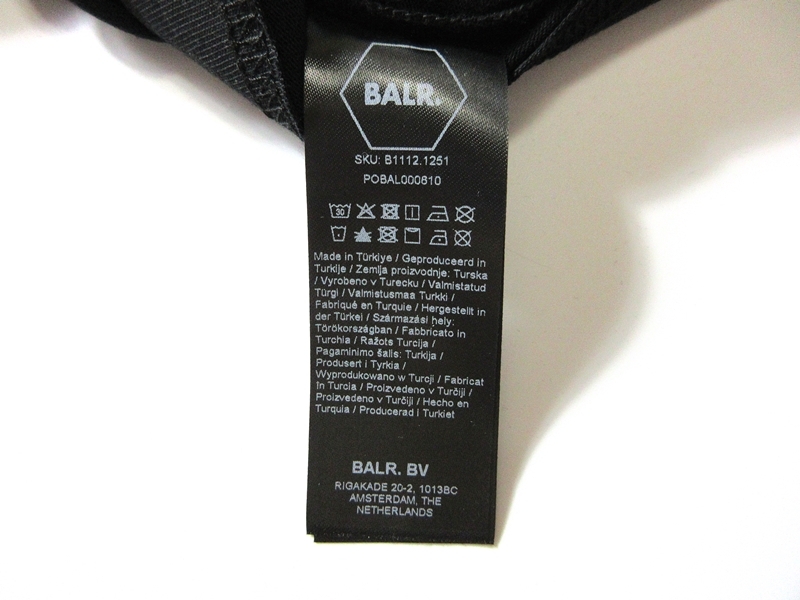 BALR.
SKU: B1112.1251
POBAL000610
30
Made in Türkiye / Geproduceerd in
Turkije / Zemlja proizvodnje: Turska
/ Vyrobeno v Turecku / Valmistatud
Türgi / Valmistusmaa Turkki /
Fabriqué en Turquie / Hergestellt in
der Türkei / Származási hely:
Törökországban / Fabbricato in
Turchia / Ražots Turcija /
Pagaminimo šalis: Turkija /
Produsert i Tyrkia /
Wyprodukowano w Turcji / Fabricat
în Turcia / Proizvedeno v Turčiji /
Proizvedeno v Turčiji / Hecho en
Turquia / Producerad i Turkiet
BALR. BV
RIGAKADE 20-2, 1013BC
AMSTERDAM, THE
NETHERLANDS